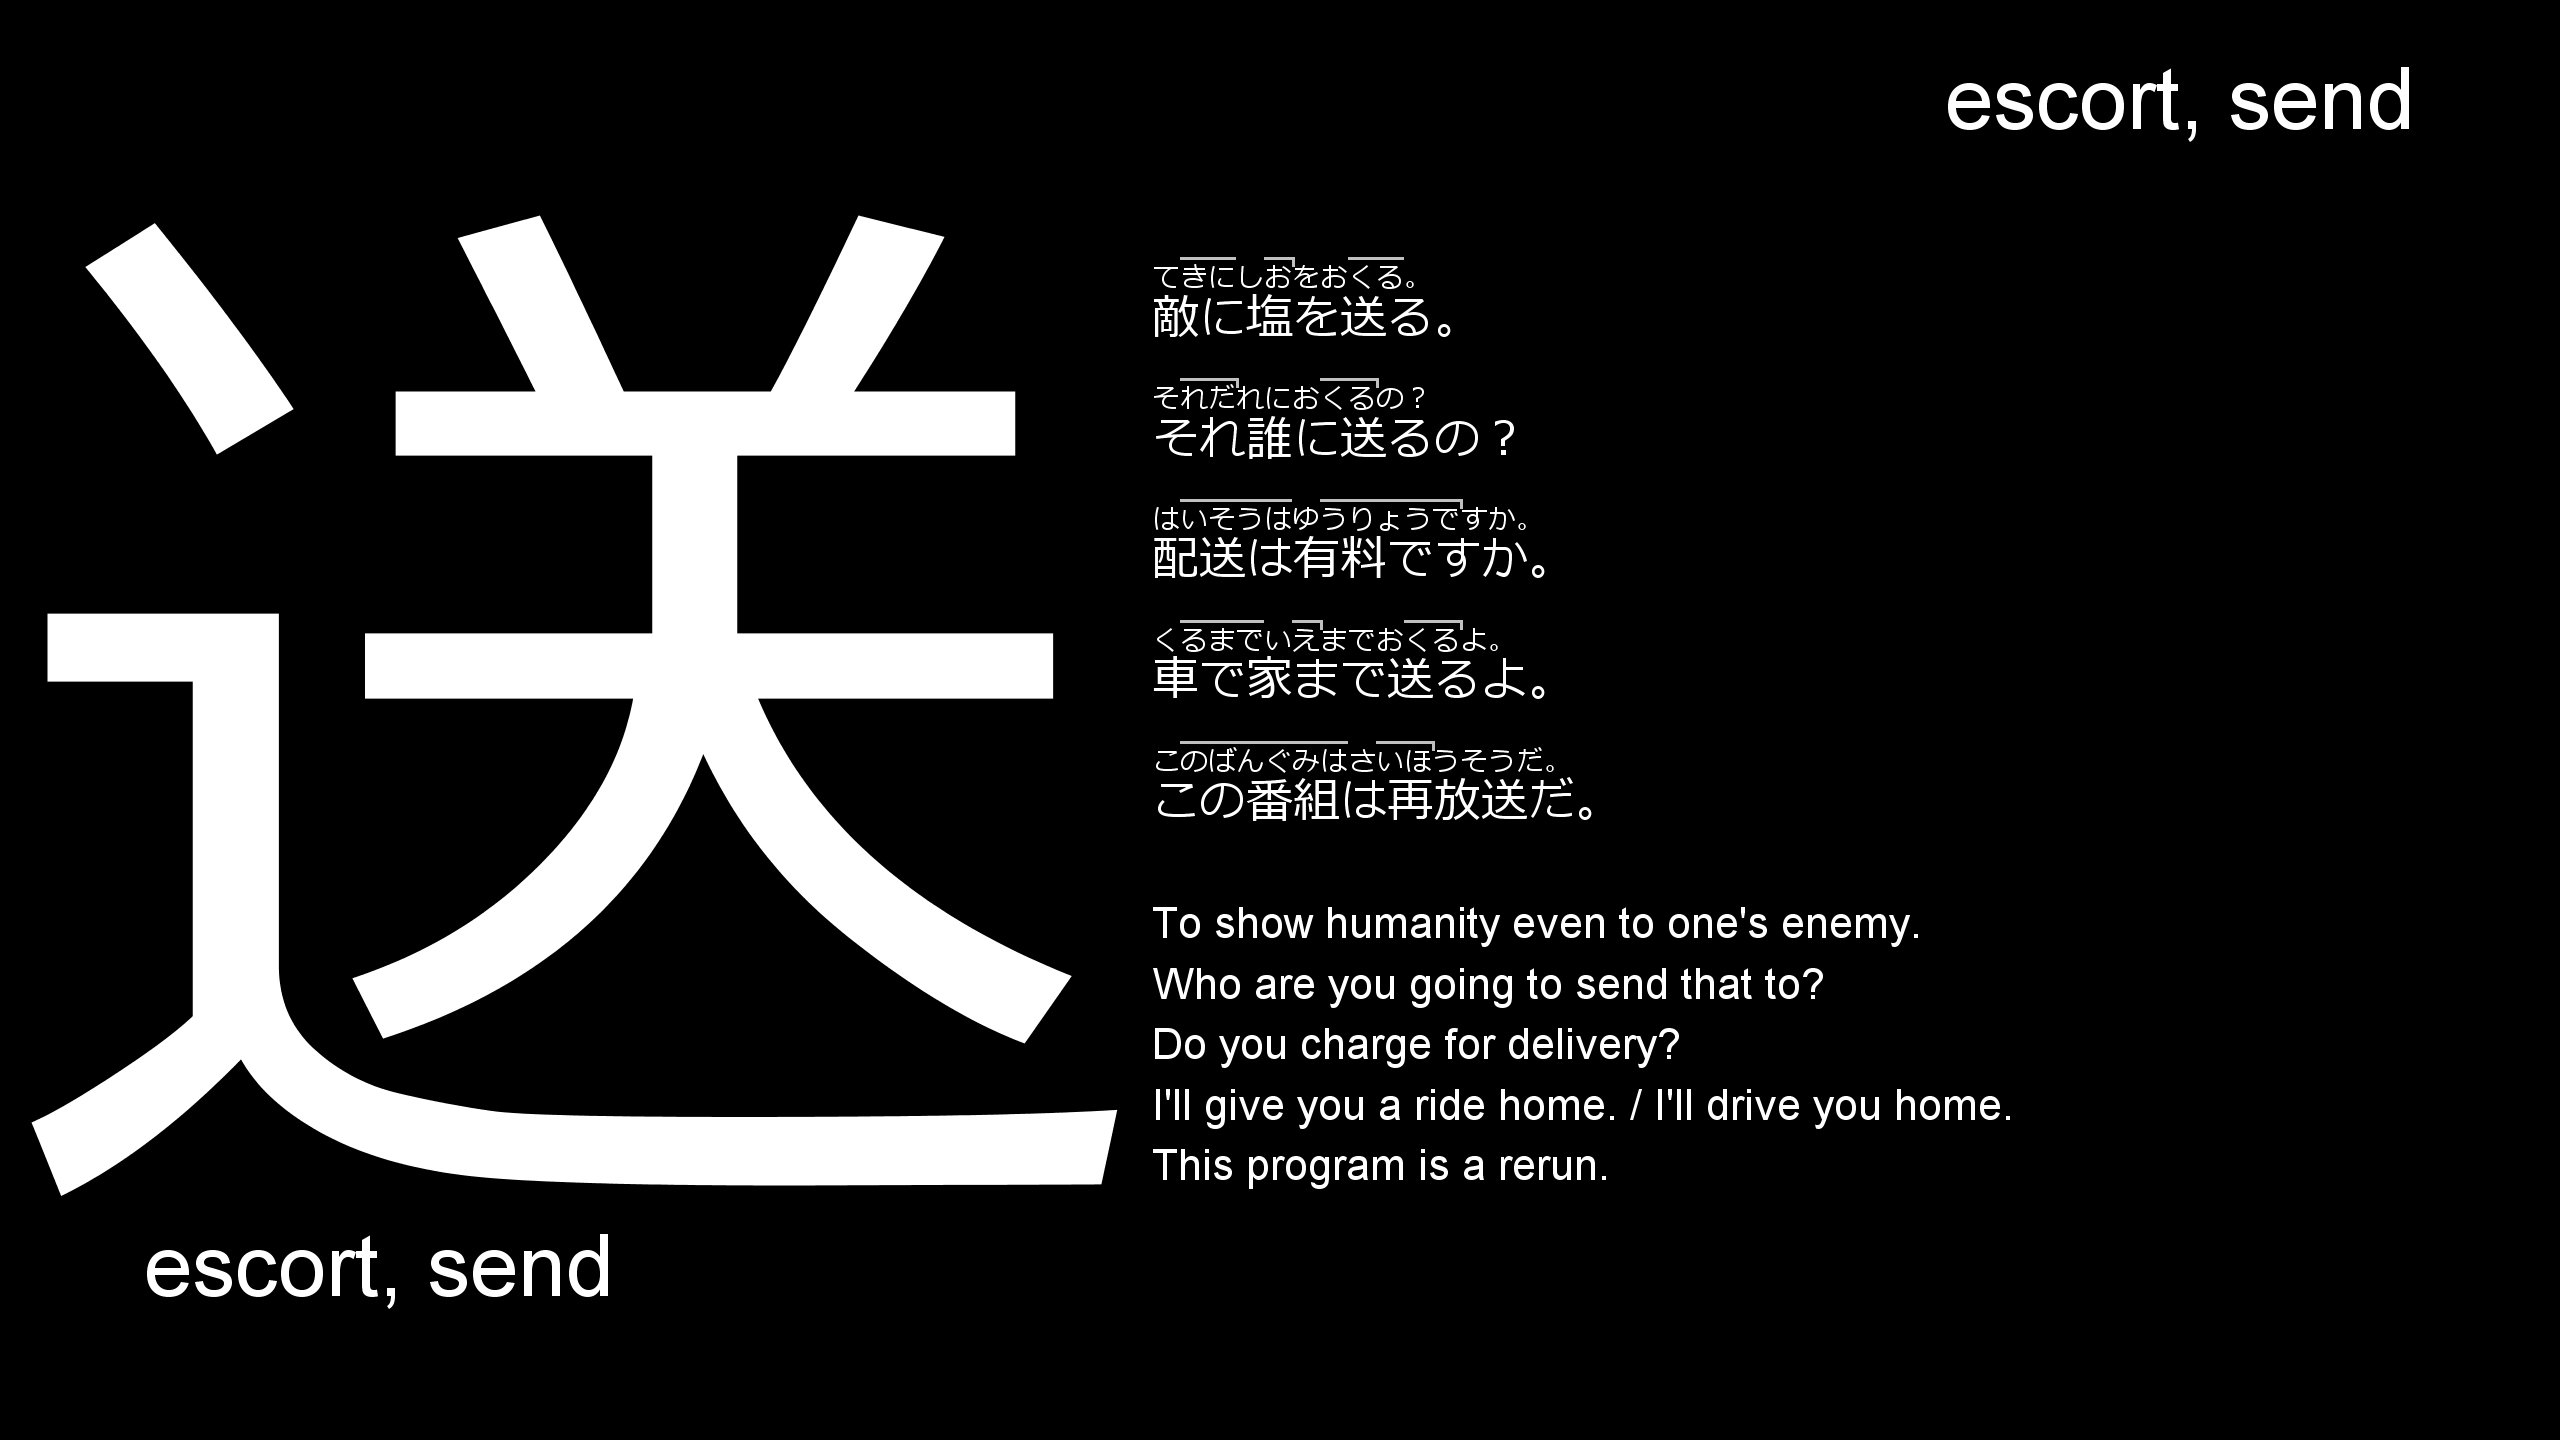 escort, send
送
てきにしおをおくる。
敵に塩を送る。
それだれにおくるの？
それ誰に送るの？
はいそうはゆうりょうですか。
配送は有料ですか。
くるまでいえまでおくるよ。
車で家まで送るよ。
このばんぐみはさいほうそうだ。
この番組は再放送だ。
To show humanity even to one's enemy.
Who are you going to send that to?
Do you charge for delivery?
I'll give you a ride home. / I'll drive you home.
This program is a rerun.
escort, send